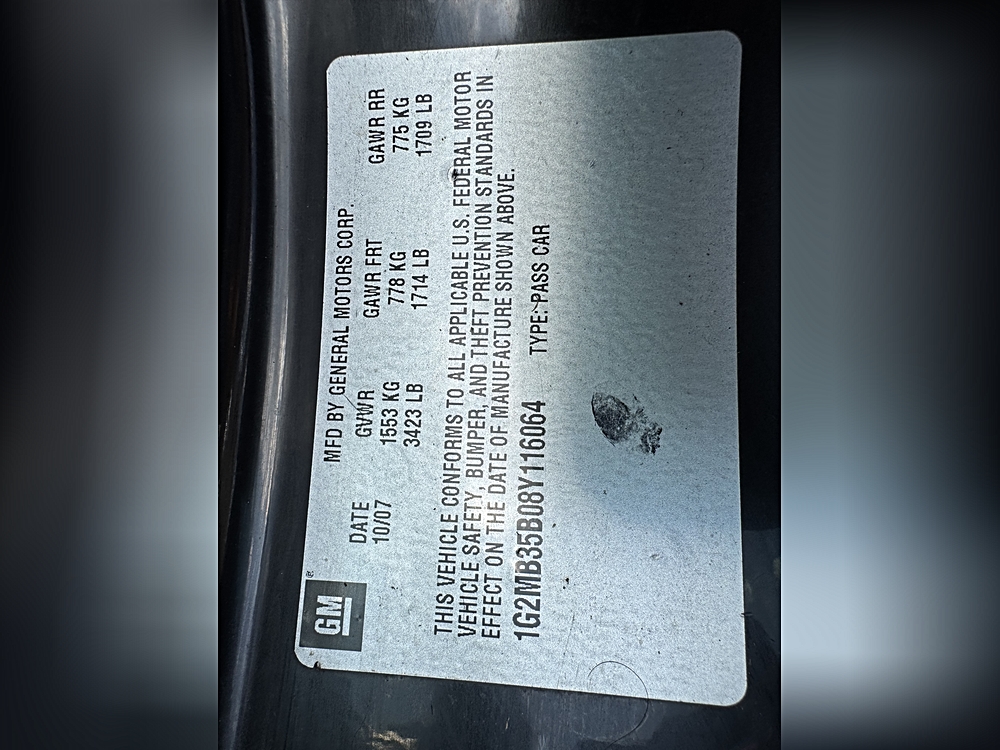 GM®
MFD BY GENERAL MOTORS CORP.
DATE GVWR GAWR FRT GAWR RR
10/07 1553 KG 778 KG 775 KG
3423 LB 1714 LB 1709 LB
THIS VEHICLE CONFORMS TO ALL APPLICABLE U.S. FEDERAL MOTOR
VEHICLE SAFETY, BUMPER, AND THEFT PREVENTION STANDARDS IN
EFFECT ON THE DATE OF MANUFACTURE SHOWN ABOVE.
1G2MB35B08Y116064 TYPE: PASS CAR